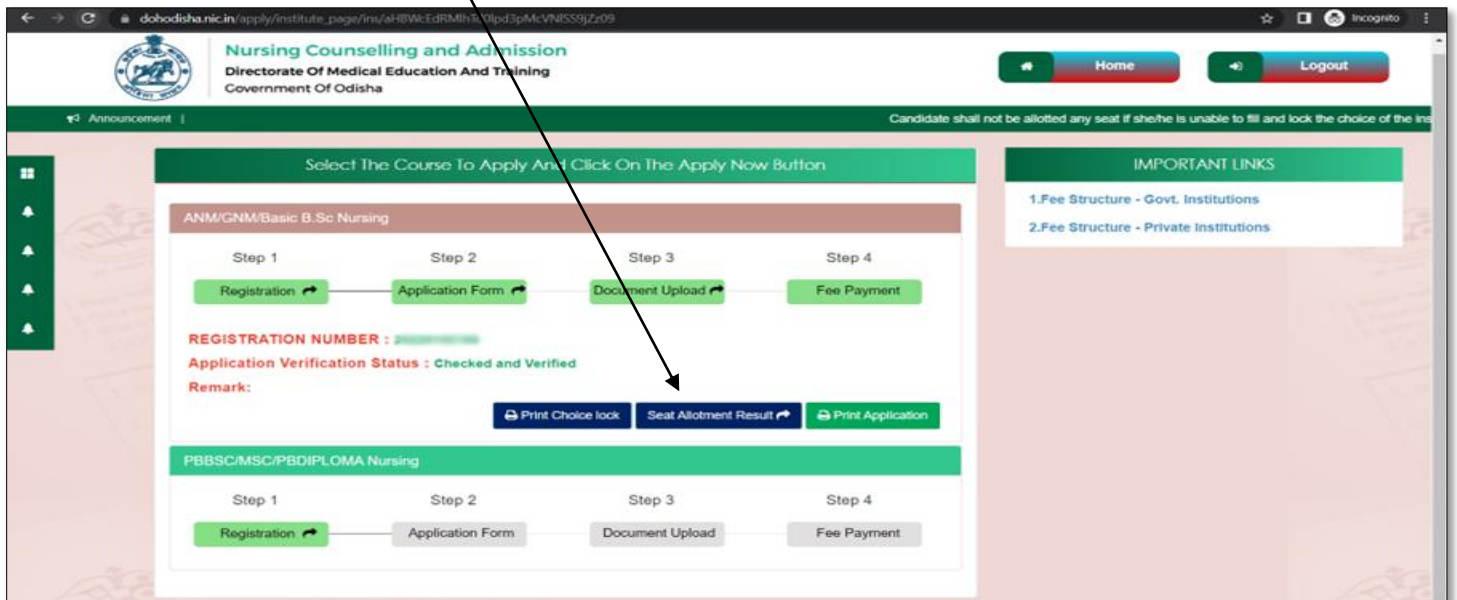 dohodisha.nic.in/apply/institute_page/ins/
Incognito
Nursing Counselling and Admission
Directorate Of Medical Education And Training
Government Of Odisha
Home
Logout
Announcement |
Candidate shall not be allotted any seat if she/he is unable to fill and lock the choice of the ins
Select The Course To Apply And Click On The Apply Now Button
IMPORTANT LINKS
1.Fee Structure - Govt. Institutions
2.Fee Structure - Private Institutions
ANM/GNM/Basic B.Sc Nursing
Step 1 Step 2 Step 3 Step 4
Registration Application Form Document Upload Fee Payment
REGISTRATION NUMBER :
Application Verification Status : Checked and Verified
Remark:
Print Choice lock Seat Allotment Result Print Application
PBBSC/MSC/PBDIPLOMA Nursing
Step 1 Step 2 Step 3 Step 4
Registration Application Form Document Upload Fee Payment